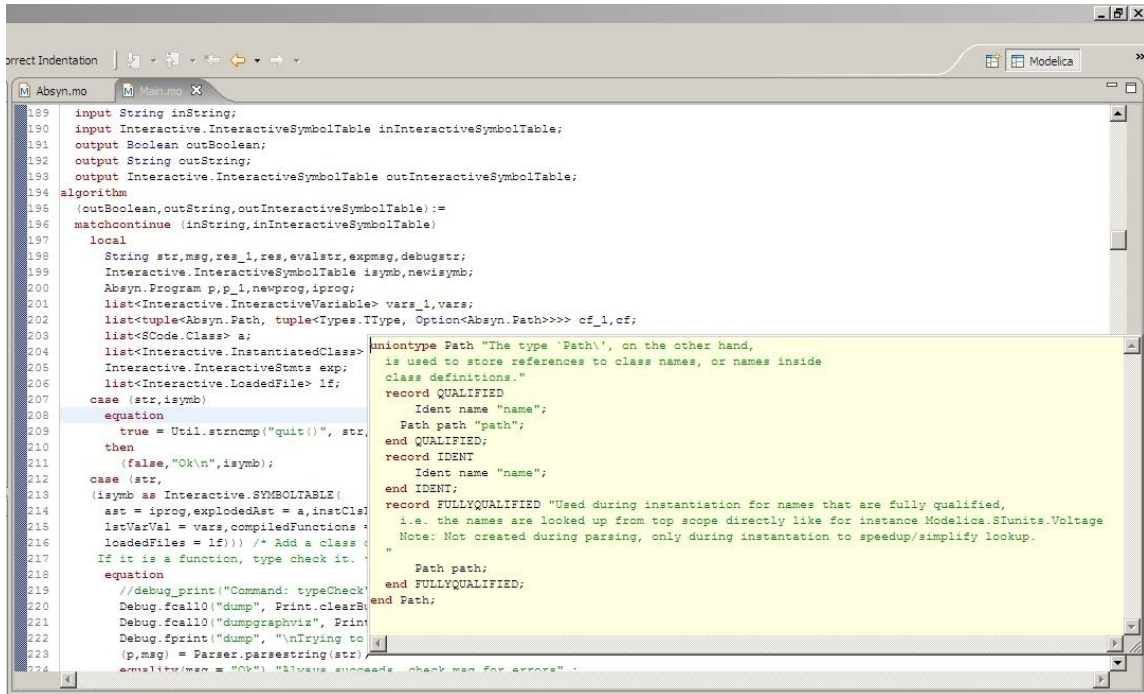 orrect Indentation
Modelica
»
Absyn.mo
Main.mo
189 input String inString;
190 input Interactive.InteractiveSymbolTable inInteractiveSymbolTable;
191 output Boolean outBoolean;
192 output String outString;
193 output Interactive.InteractiveSymbolTable outInteractiveSymbolTable;
194 algorithm
195 (outBoolean,outString,outInteractiveSymbolTable):=
196 matchcontinue (inString,inInteractiveSymbolTable)
197 local
198 String str,msg,res_1,res,evalstr,expmsg,debugstr;
199 Interactive.InteractiveSymbolTable isymb,newisymb;
200 Absyn.Program p,p_1,newprog,iprog;
201 list<Interactive.InteractiveVariable> vars_1,vars;
202 list<tuple<Absyn.Path, tuple<Types.TType, Option<Absyn.Path>>>> cf_1,cf;
203 list<SCode.Class> a;
204 list<Interactive.InstantiatedClass>
205 Interactive.InteractiveStmts exp;
206 list<Interactive.LoadedFile> lf;
207 case (str,isymb)
208 equation
209 true = Util.strncmp("quit()", str,
210 then
211 (false,"Ok\n",isymb);
212 case (str,
213 (isymb as Interactive.SYMBOLTABLE(
214 ast = iprog,explodedAst = a,instClsl
215 lstVarVal = vars,compiledFunctions =
216 loadedFiles = lf))) /* Add a class
217 If it is a function, type check it.
218 equation
219 //debug_print("Command: typeCheck"
220 Debug.fcall0("dump", Print.clearBu
221 Debug.fcall0("dumpgraphviz", Print
222 Debug.fprint("dump", "\nTrying to
223 (p,msg) = Parser.parsestring(str)
224 equality(msg = "Ok") "Always succeeds, check msg for errors" ;
uniontype Path "The type `Path\', on the other hand,
is used to store references to class names, or names inside
class definitions."
record QUALIFIED
Ident name "name";
Path path "path";
end QUALIFIED;
record IDENT
Ident name "name";
end IDENT;
record FULLYQUALIFIED "Used during instantiation for names that are fully qualified,
i.e. the names are looked up from top scope directly like for instance Modelica.SIunits.Voltage
Note: Not created during parsing, only during instantation to speedup/simplify lookup.
"
Path path;
end FULLYQUALIFIED;
end Path;